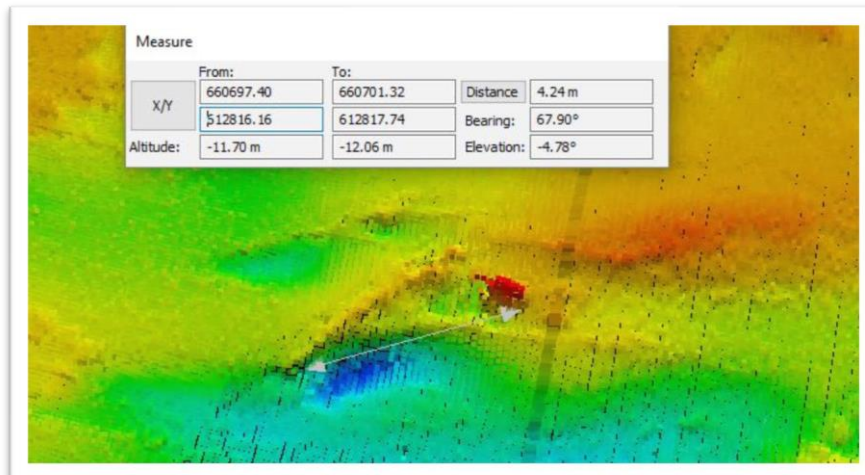 Measure
From: To:
X/Y 660697.40 660701.32 Distance 4.24 m
512816.16 612817.74 Bearing: 67.90°
Altitude: -11.70 m -12.06 m Elevation: -4.78°